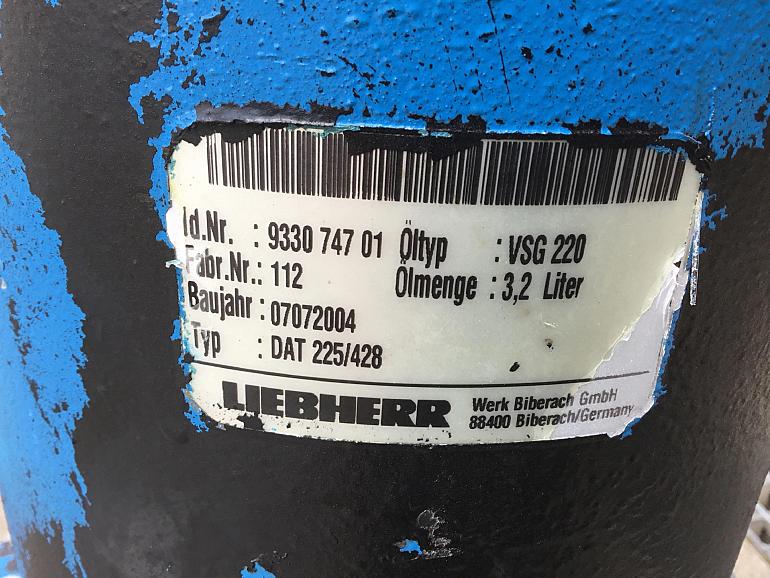 Id.Nr. : 9330 747 01 Öltyp : VSG 220
Fabr.Nr.: 112 Ölmenge : 3,2 Liter
Baujahr : 07072004
Typ : DAT 225/428
LIEBHERR Werk Biberach GmbH
88400 Biberach/Germany